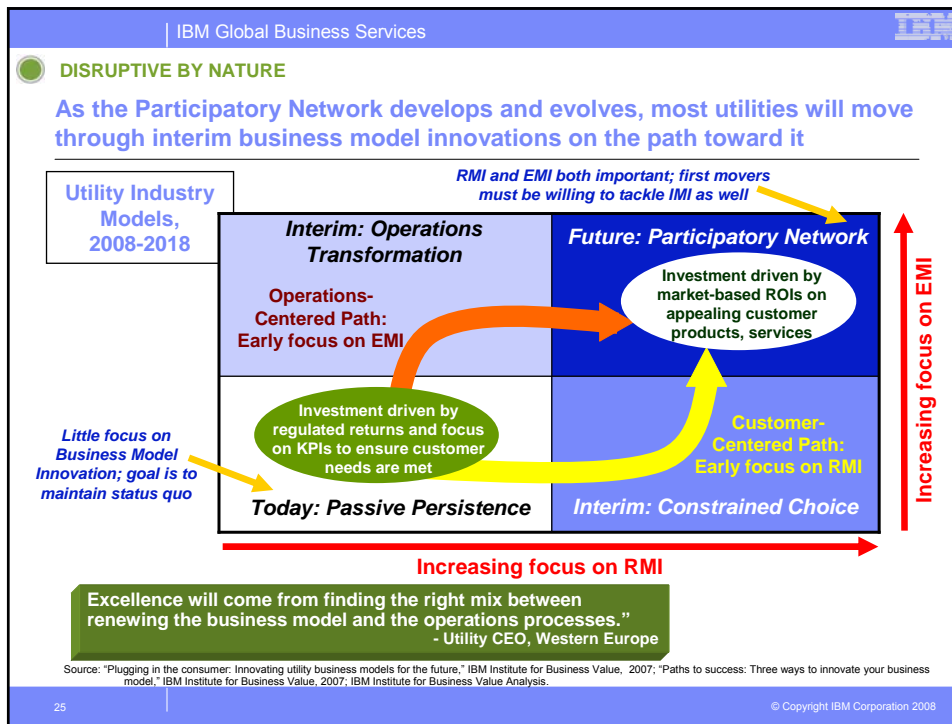 IBM Global Business Services
IBM
DISRUPTIVE BY NATURE
As the Participatory Network develops and evolves, most utilities will move
through interim business model innovations on the path toward it
Utility Industry
Models,
2008-2018
RMI and EMI both important; first movers
must be willing to tackle IMI as well
Interim: Operations
Transformation
Future: Participatory Network
Operations-
Centered Path:
Early focus on EMI
Investment driven by
market-based ROIs on
appealing customer
products, services
Increasing focus on EMI
Little focus on
Business Model
Innovation; goal is to
maintain status quo
Investment driven by
regulated returns and focus
on KPIs to ensure customer
needs are met
Customer-
Centered Path:
Early focus on RMI
Today: Passive Persistence
Interim: Constrained Choice
Increasing focus on RMI
Excellence will come from finding the right mix between
renewing the business model and the operations processes.”
- Utility CEO, Western Europe
Source: “Plugging in the consumer: Innovating utility business models for the future,” IBM Institute for Business Value, 2007; “Paths to success: Three ways to innovate your business
model,” IBM Institute for Business Value, 2007; IBM Institute for Business Value Analysis.
25
© Copyright IBM Corporation 2008